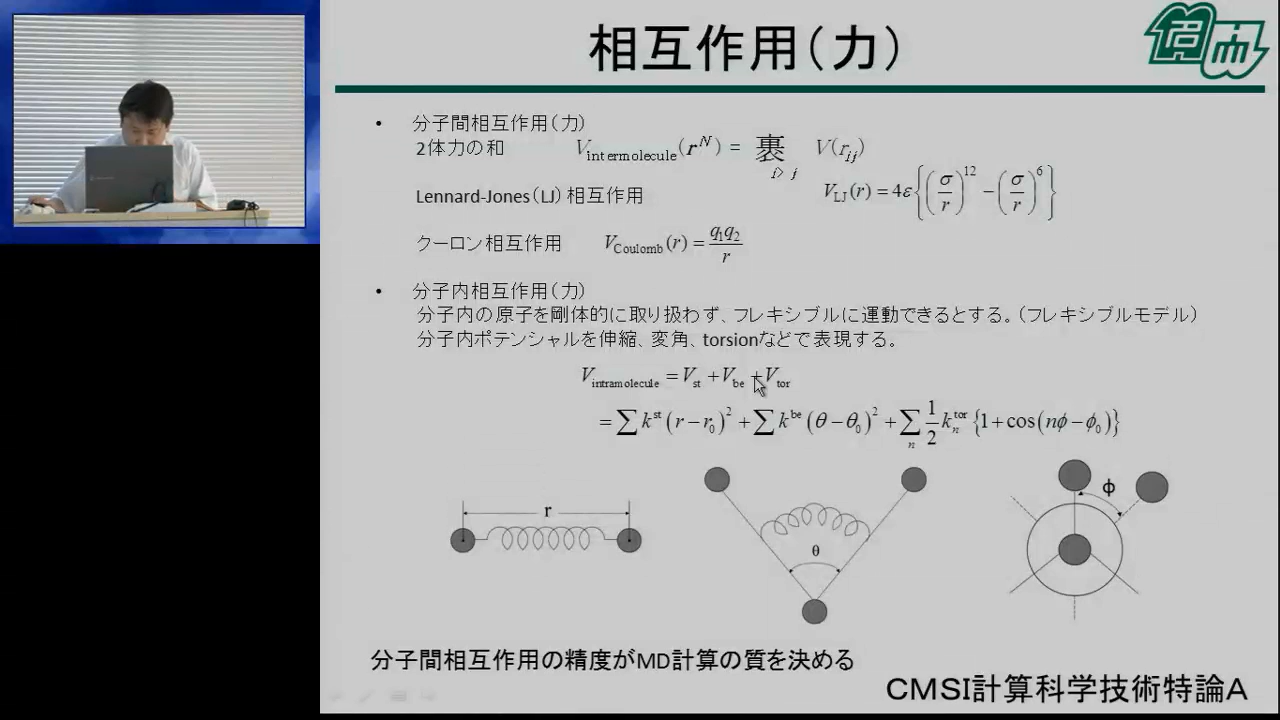 相互作用(力)
• 分子間相互作用(力)
2体力の和 V_intermolecule(r^N) = 裹_{i>j} V(r_ij)
Lennard-Jones(LJ)相互作用 V_LJ(r) = 4ε{(σ/r)^12 − (σ/r)^6}
クーロン相互作用 V_Coulomb(r) = q₁q₂/r
• 分子内相互作用(力)
分子内の原子を剛体的に取り扱わず、フレキシブルに運動できるとする。(フレキシブルモデル)
分子内ポテンシャルを伸縮、変角、torsionなどで表現する。
V_intramolecule = V_st + V_be + V_tor
= ∑ k^st (r − r₀)² + ∑ k^be (θ − θ₀)² + ∑_n 1/2 k_n^tor {1 + cos(nϕ − ϕ₀)}
r
θ
ϕ
分子間相互作用の精度がMD計算の質を決める
CMSI計算科学技術特論A